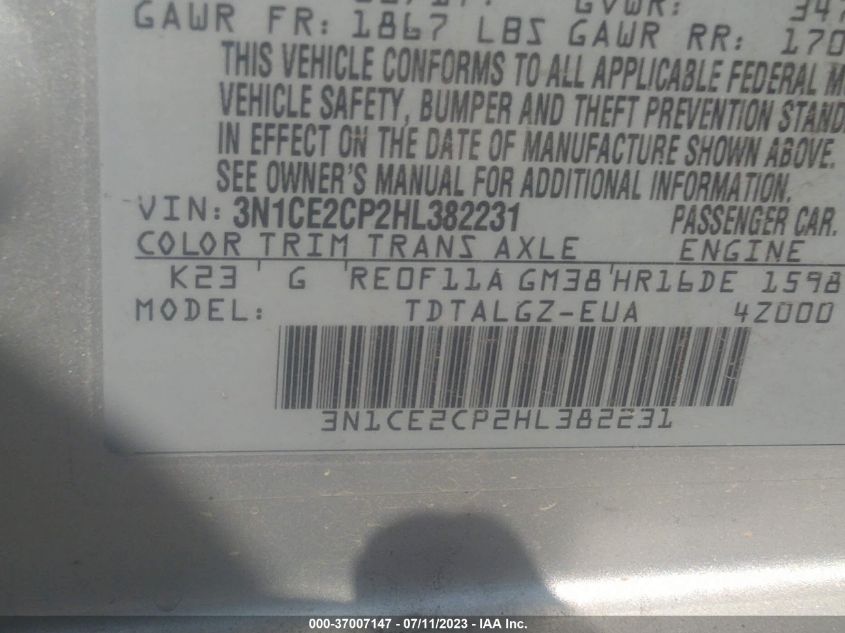 GVWR: 347
GAWR FR: 1867 LBS GAWR RR: 170
THIS VEHICLE CONFORMS TO ALL APPLICABLE FEDERAL M
VEHICLE SAFETY, BUMPER AND THEFT PREVENTION STAND
IN EFFECT ON THE DATE OF MANUFACTURE SHOWN ABOVE.
SEE OWNER'S MANUAL FOR ADDITIONAL INFORMATION.
VIN: 3N1CE2CP2HL382231 PASSENGER CAR.
COLOR TRIM TRANS AXLE ENGINE
K23 ' G ' RE0F11A GM38 ' HR16DE 1598
MODEL: TDTALGZ-EUA 4Z000
3N1CE2CP2HL382231
000-37007147 - 07/11/2023 - IAA Inc.